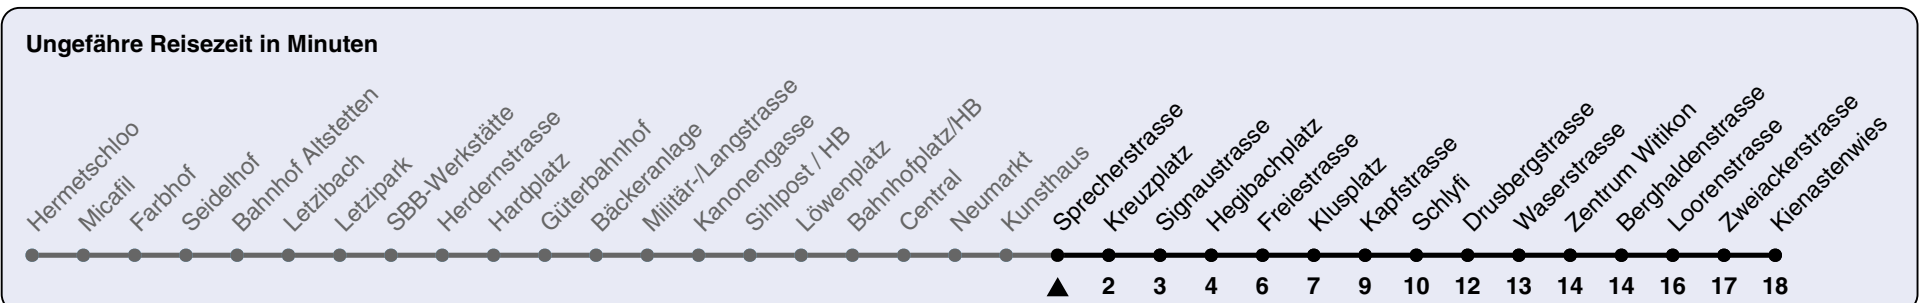 Ungefähre Reisezeit in Minuten
Hermetschloo
Micafil
Farbhof
Seidelhof
Bahnhof Altstetten
Letzibach
Letzipark
SBB-Werkstätte
Herdernstrasse
Hardplatz
Güterbahnhof
Bäckeranlage
Militär-/Langstrasse
Kanonengasse
Sihlpost / HB
Löwenplatz
Bahnhofplatz/HB
Central
Neumarkt
Kunsthaus
Sprecherstrasse
Kreuzplatz
Signaustrasse
Hegibachplatz
Freiestrasse
Klusplatz
Kapfstrasse
Schlyfi
Drusbergstrasse
Waserstrasse
Zentrum Witikon
Berghaldenstrasse
Loorenstrasse
Zweiackerstrasse
Kienastenwies
2 3 4 6 7 9 10 12 13 14 14 16 17 18